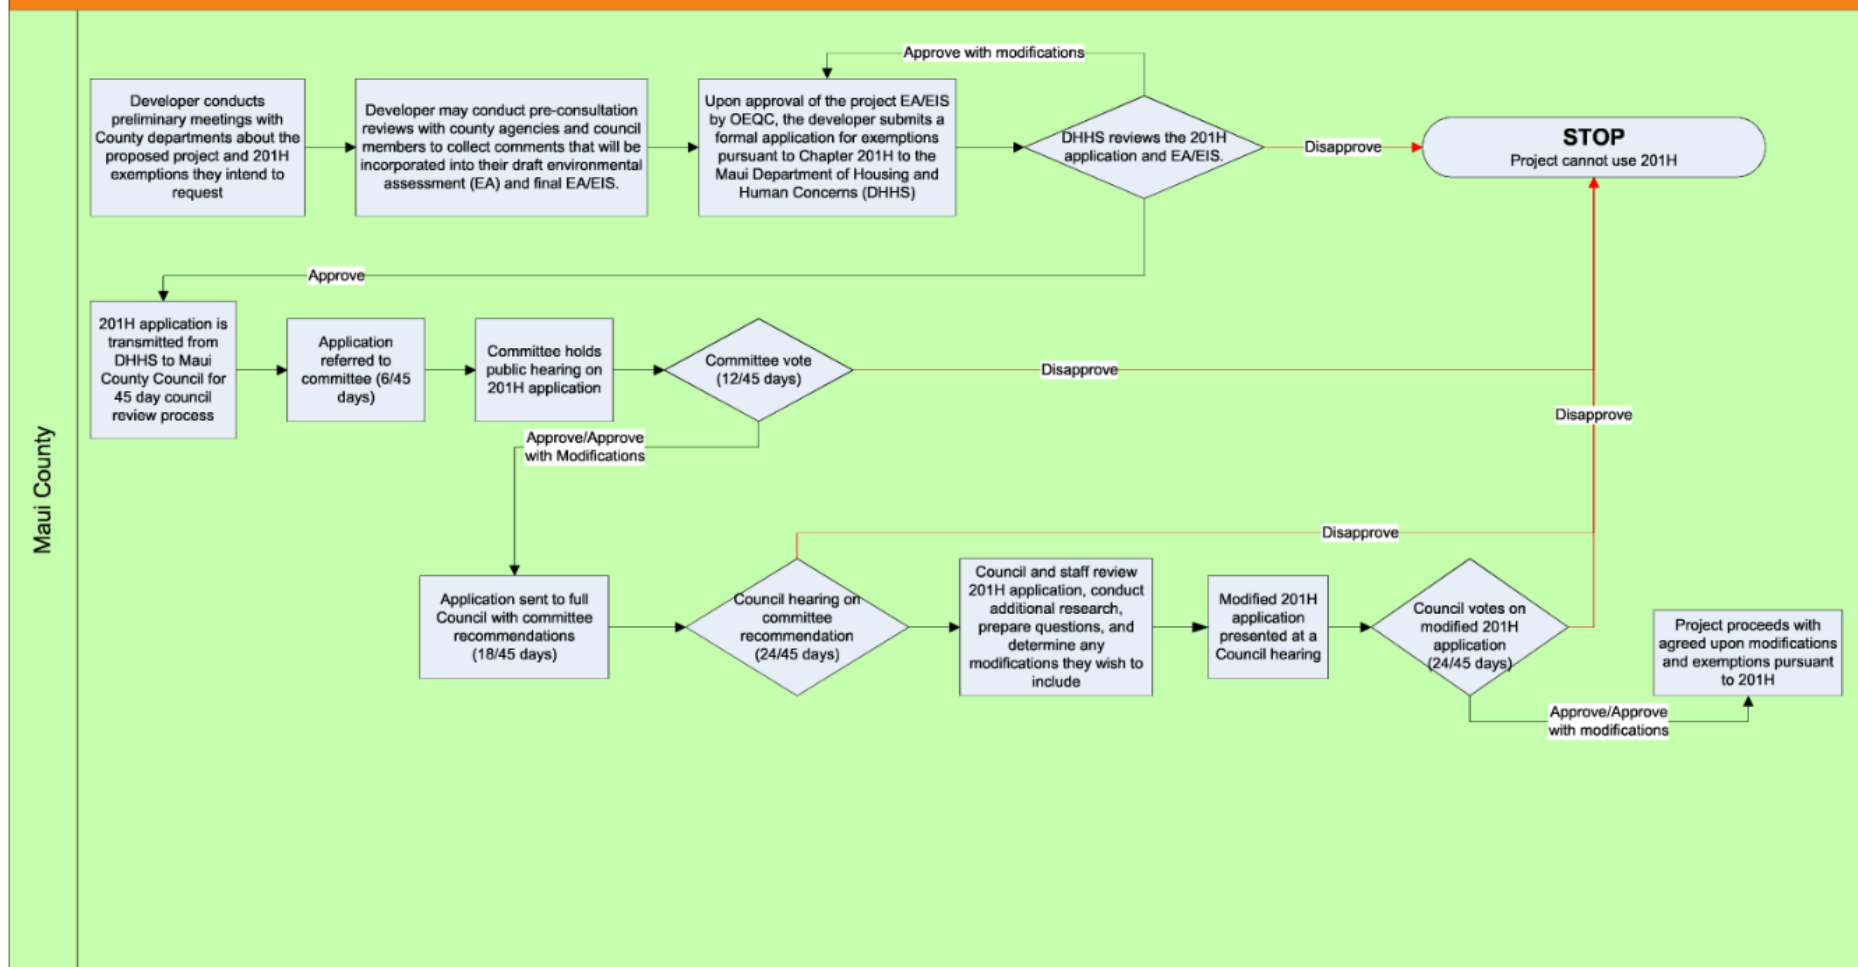 Maui County
Approve with modifications
Developer conducts
preliminary meetings with
County departments about the
proposed project and 201H
exemptions they intend to
request
Developer may conduct pre-consultation
reviews with county agencies and council
members to collect comments that will be
incorporated into their draft environmental
assessment (EA) and final EA/EIS.
Upon approval of the project EA/EIS
by OEQC, the developer submits a
formal application for exemptions
pursuant to Chapter 201H to the
Maui Department of Housing and
Human Concerns (DHHS)
DHHS reviews the 201H
application and EA/EIS.
Disapprove
STOP
Project cannot use 201H
Approve
201H application is
transmitted from
DHHS to Maui
County Council for
45 day council
review process
Application
referred to
committee (6/45
days)
Committee holds
public hearing on
201H application
Committee vote
(12/45 days)
Disapprove
Disapprove
Approve/Approve
with Modifications
Disapprove
Application sent to full
Council with committee
recommendations
(18/45 days)
Council hearing on
committee
recommendation
(24/45 days)
Council and staff review
201H application, conduct
additional research,
prepare questions, and
determine any
modifications they wish to
include
Modified 201H
application
presented at a
Council hearing
Council votes on
modified 201H
application
(24/45 days)
Project proceeds with
agreed upon modifications
and exemptions pursuant
to 201H
Approve/Approve
with modifications